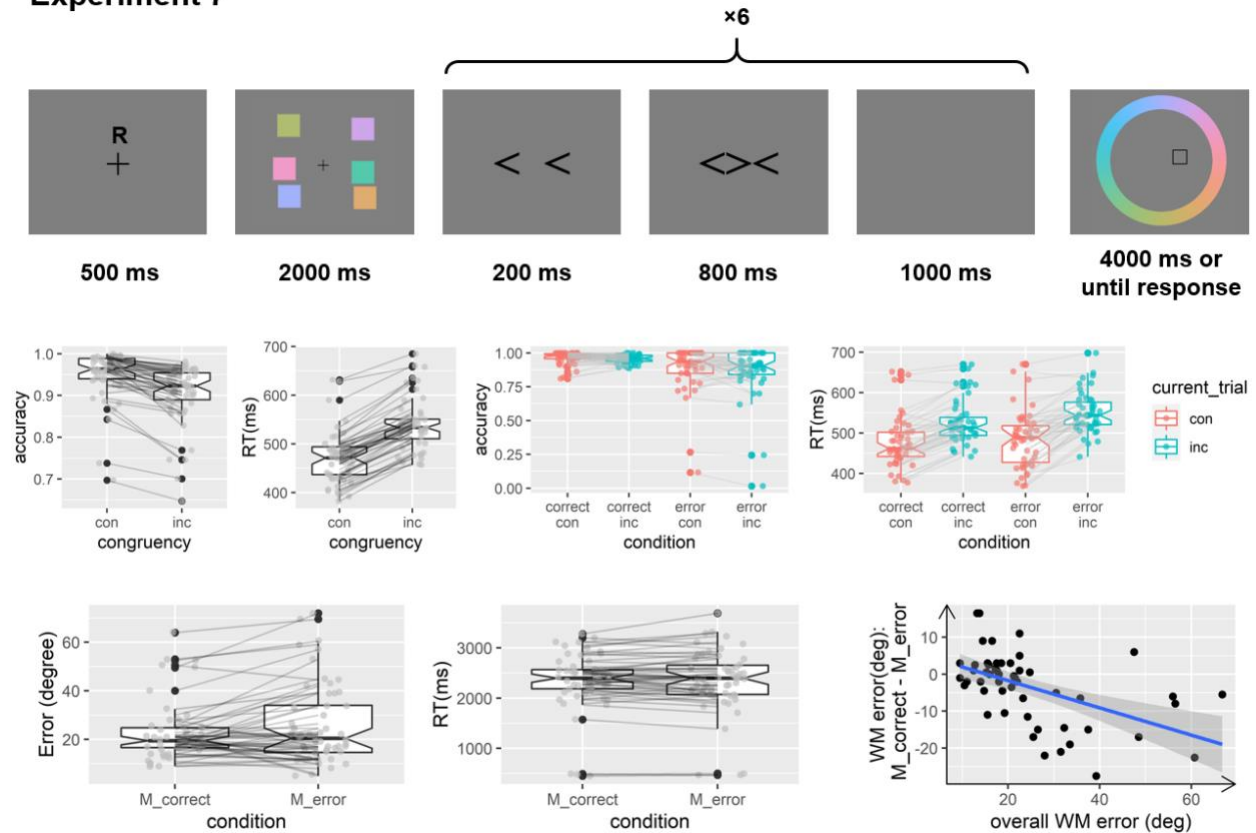 ×6
R
< <
<><
500 ms
2000 ms
200 ms
800 ms
1000 ms
4000 ms or
until response
accuracy
1.0
0.9
0.8
0.7
con
inc
congruency
RT(ms)
700
600
500
400
con
inc
congruency
accuracy
1.00
0.75
0.50
0.25
0.00
correct
con
correct
inc
error
con
error
inc
condition
RT(ms)
700
600
500
400
correct
con
correct
inc
error
con
error
inc
condition
current_trial
con
inc
Error (degree)
60
40
20
M_correct
M_error
condition
RT(ms)
3000
2000
1000
M_correct
M_error
condition
WM error(deg):
M_correct - M_error
10
0
-10
-20
20
40
60
overall WM error (deg)